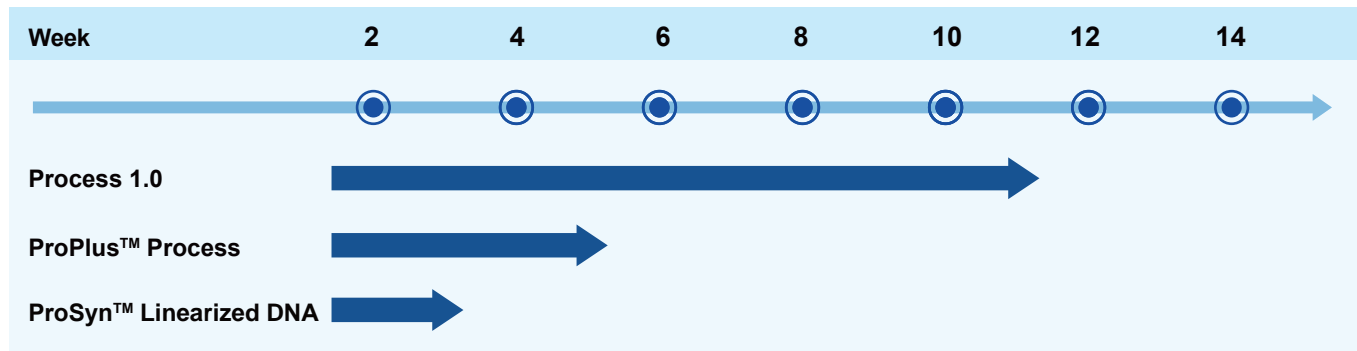 Week 2 4 6 8 10 12 14
Process 1.0
ProPlus™ Process
ProSyn™ Linearized DNA